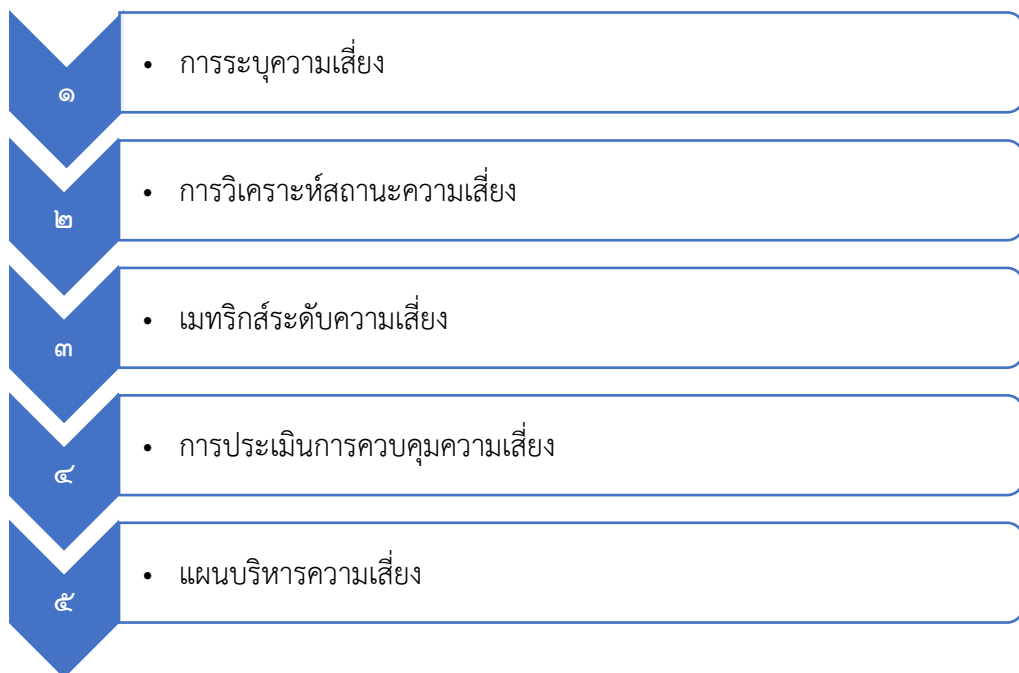 ๑
• การระบุความเสี่ยง
๒
• การวิเคราะห์สถานะความเสี่ยง
๓
• เมทริกส์ระดับความเสี่ยง
๔
• การประเมินการควบคุมความเสี่ยง
๕
• แผนบริหารความเสี่ยง